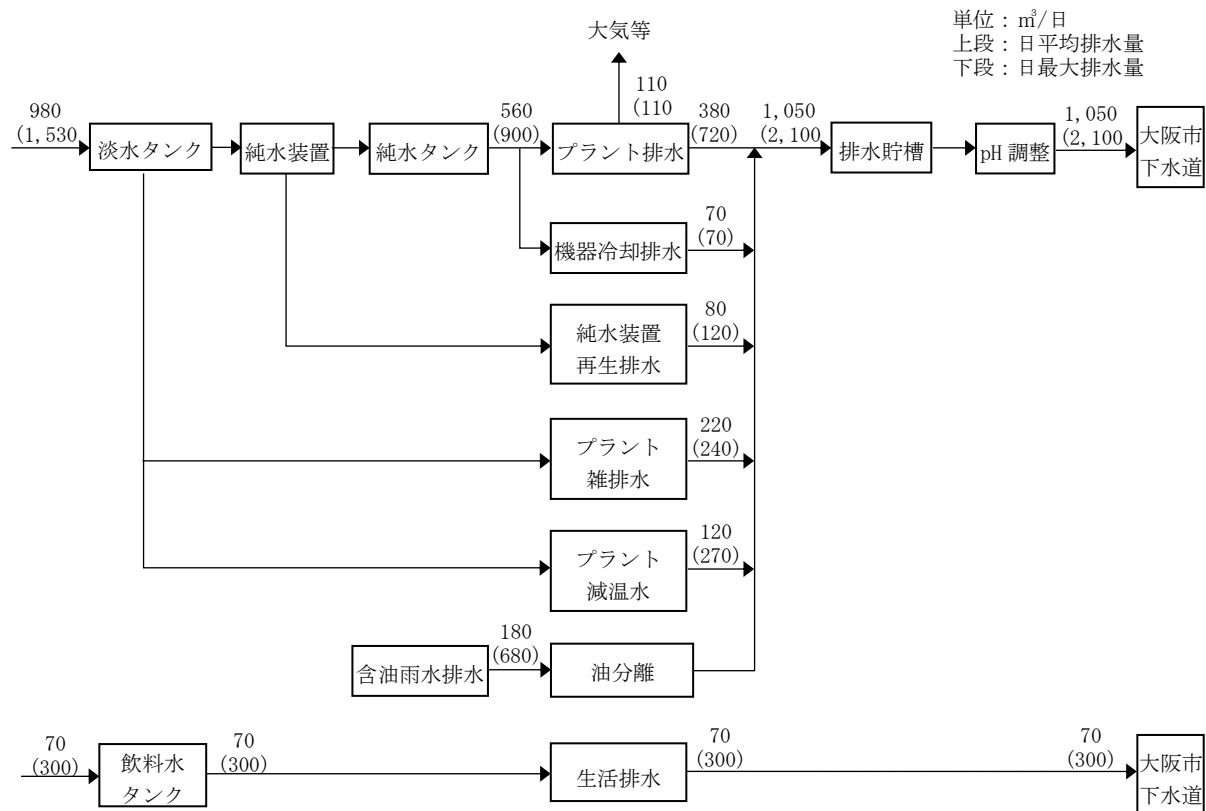 大気等
単位：㎥/日
上段：日平均排水量
下段：日最大排水量
980
(1,530
淡水タンク
純水装置
純水タンク
560
(900)
プラント排水
110
(110
380
(720)
1,050
(2,100
排水貯槽
pH 調整
1,050
(2,100
大阪市
下水道
機器冷却排水
70
(70)
純水装置
再生排水
80
(120)
プラント
雑排水
220
(240)
プラント
減温水
120
(270)
含油雨水排水
180
(680)
油分離
70
(300)
飲料水
タンク
70
(300)
生活排水
70
(300)
70
(300)
大阪市
下水道